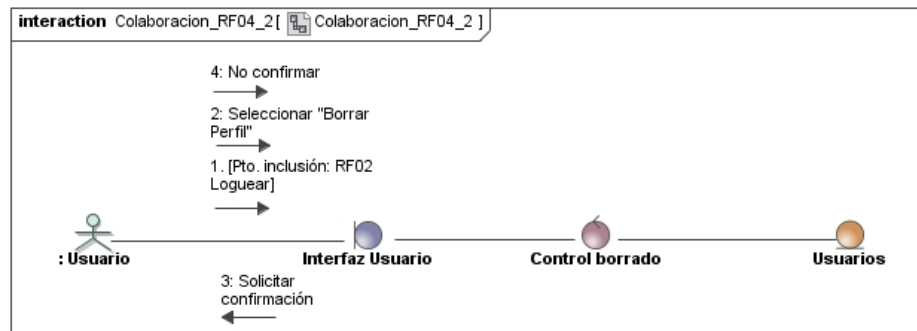 interaction Colaboracion_RF04_2[ Colaboracion_RF04_2 ]
4: No confirmar
2: Seleccionar "Borrar
Perfil"
1. [Pto. inclusión: RF02
Loguear]
: Usuario
Interfaz Usuario
Control borrado
Usuarios
3: Solicitar
confirmación